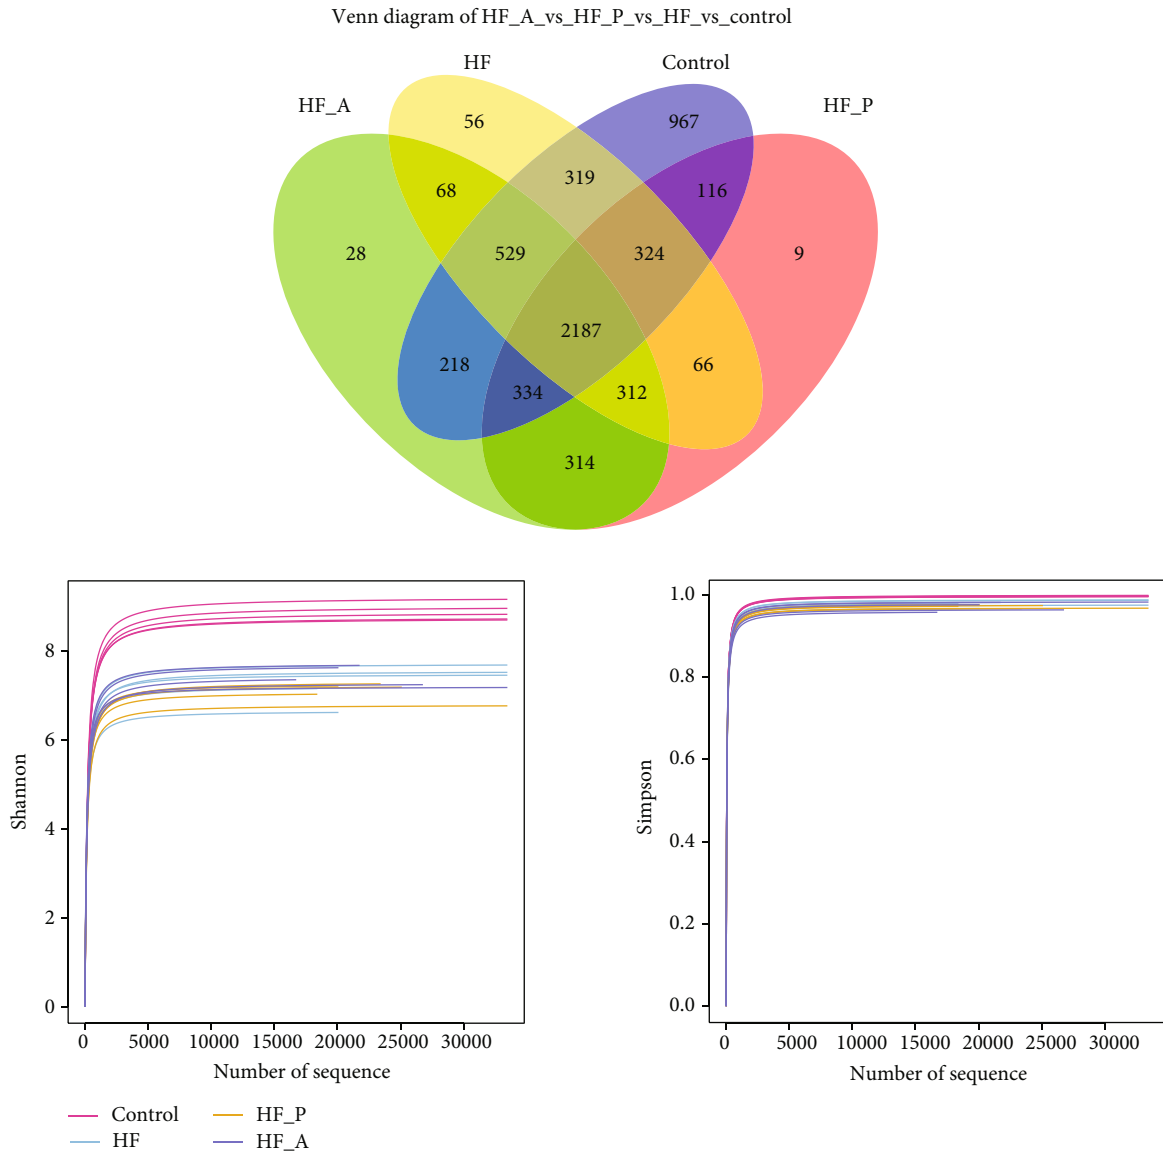 Venn diagram of HF_A_vs_HF_P_vs_HF_vs_control
HF
Control
HF_A
HF_P
56
967
319
68
116
28
529
324
9
2187
218
66
334
312
314
Shannon
8
6
4
2
0
0 5000 10000 15000 20000 25000 30000
Number of sequence
Simpson
1.0
0.8
0.6
0.4
0.2
0.0
0 5000 10000 15000 20000 25000 30000
Number of sequence
Control
HF_P
HF
HF_A